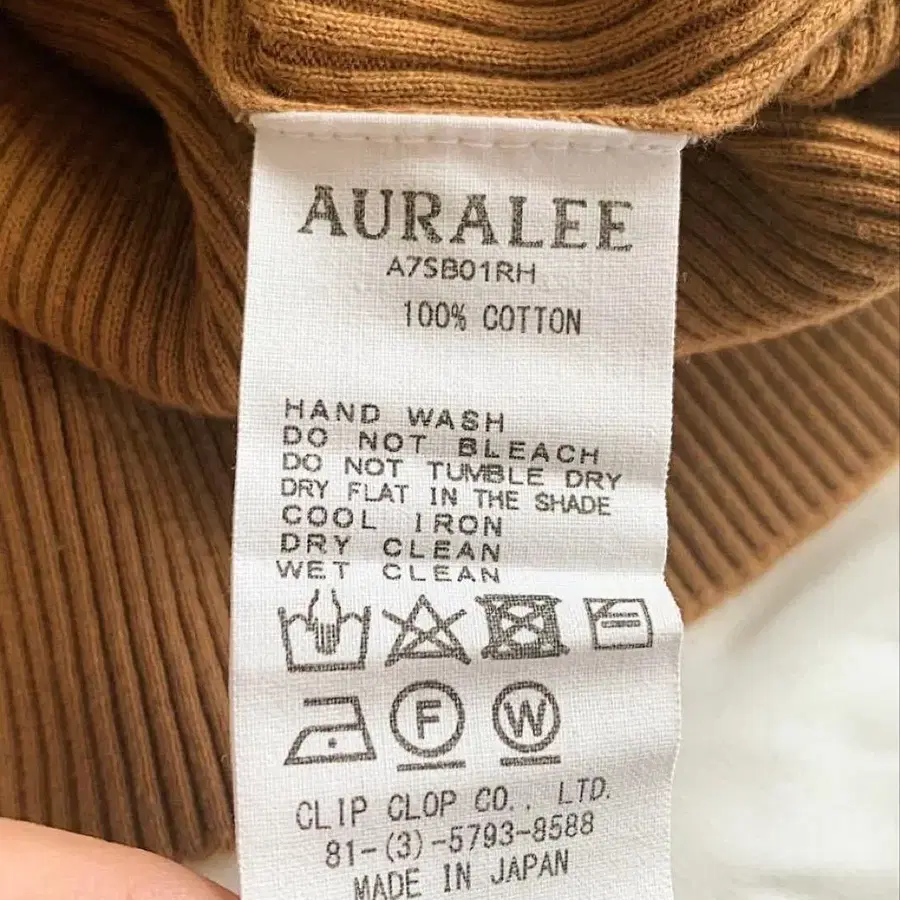 AURALEE
A7SB01RH
100% COTTON
HAND WASH
DO NOT BLEACH
DO NOT TUMBLE DRY
DRY FLAT IN THE SHADE
COOL IRON
DRY CLEAN
WET CLEAN
F W
CLIP CLOP CO., LTD.
81-(3)-5793-8588
MADE IN JAPAN